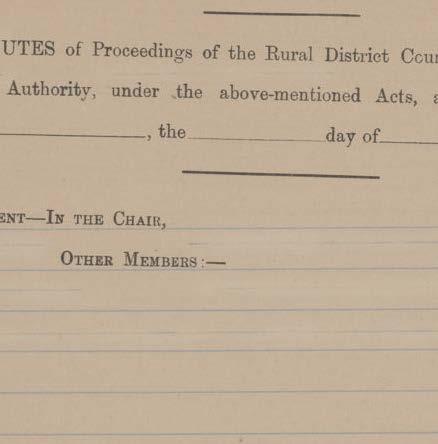 UTES of Proceedings of the Rural District Coun
Authority, under the above-mentioned Acts, a
, the day of
ENT—In the Chair,
Other Members :—